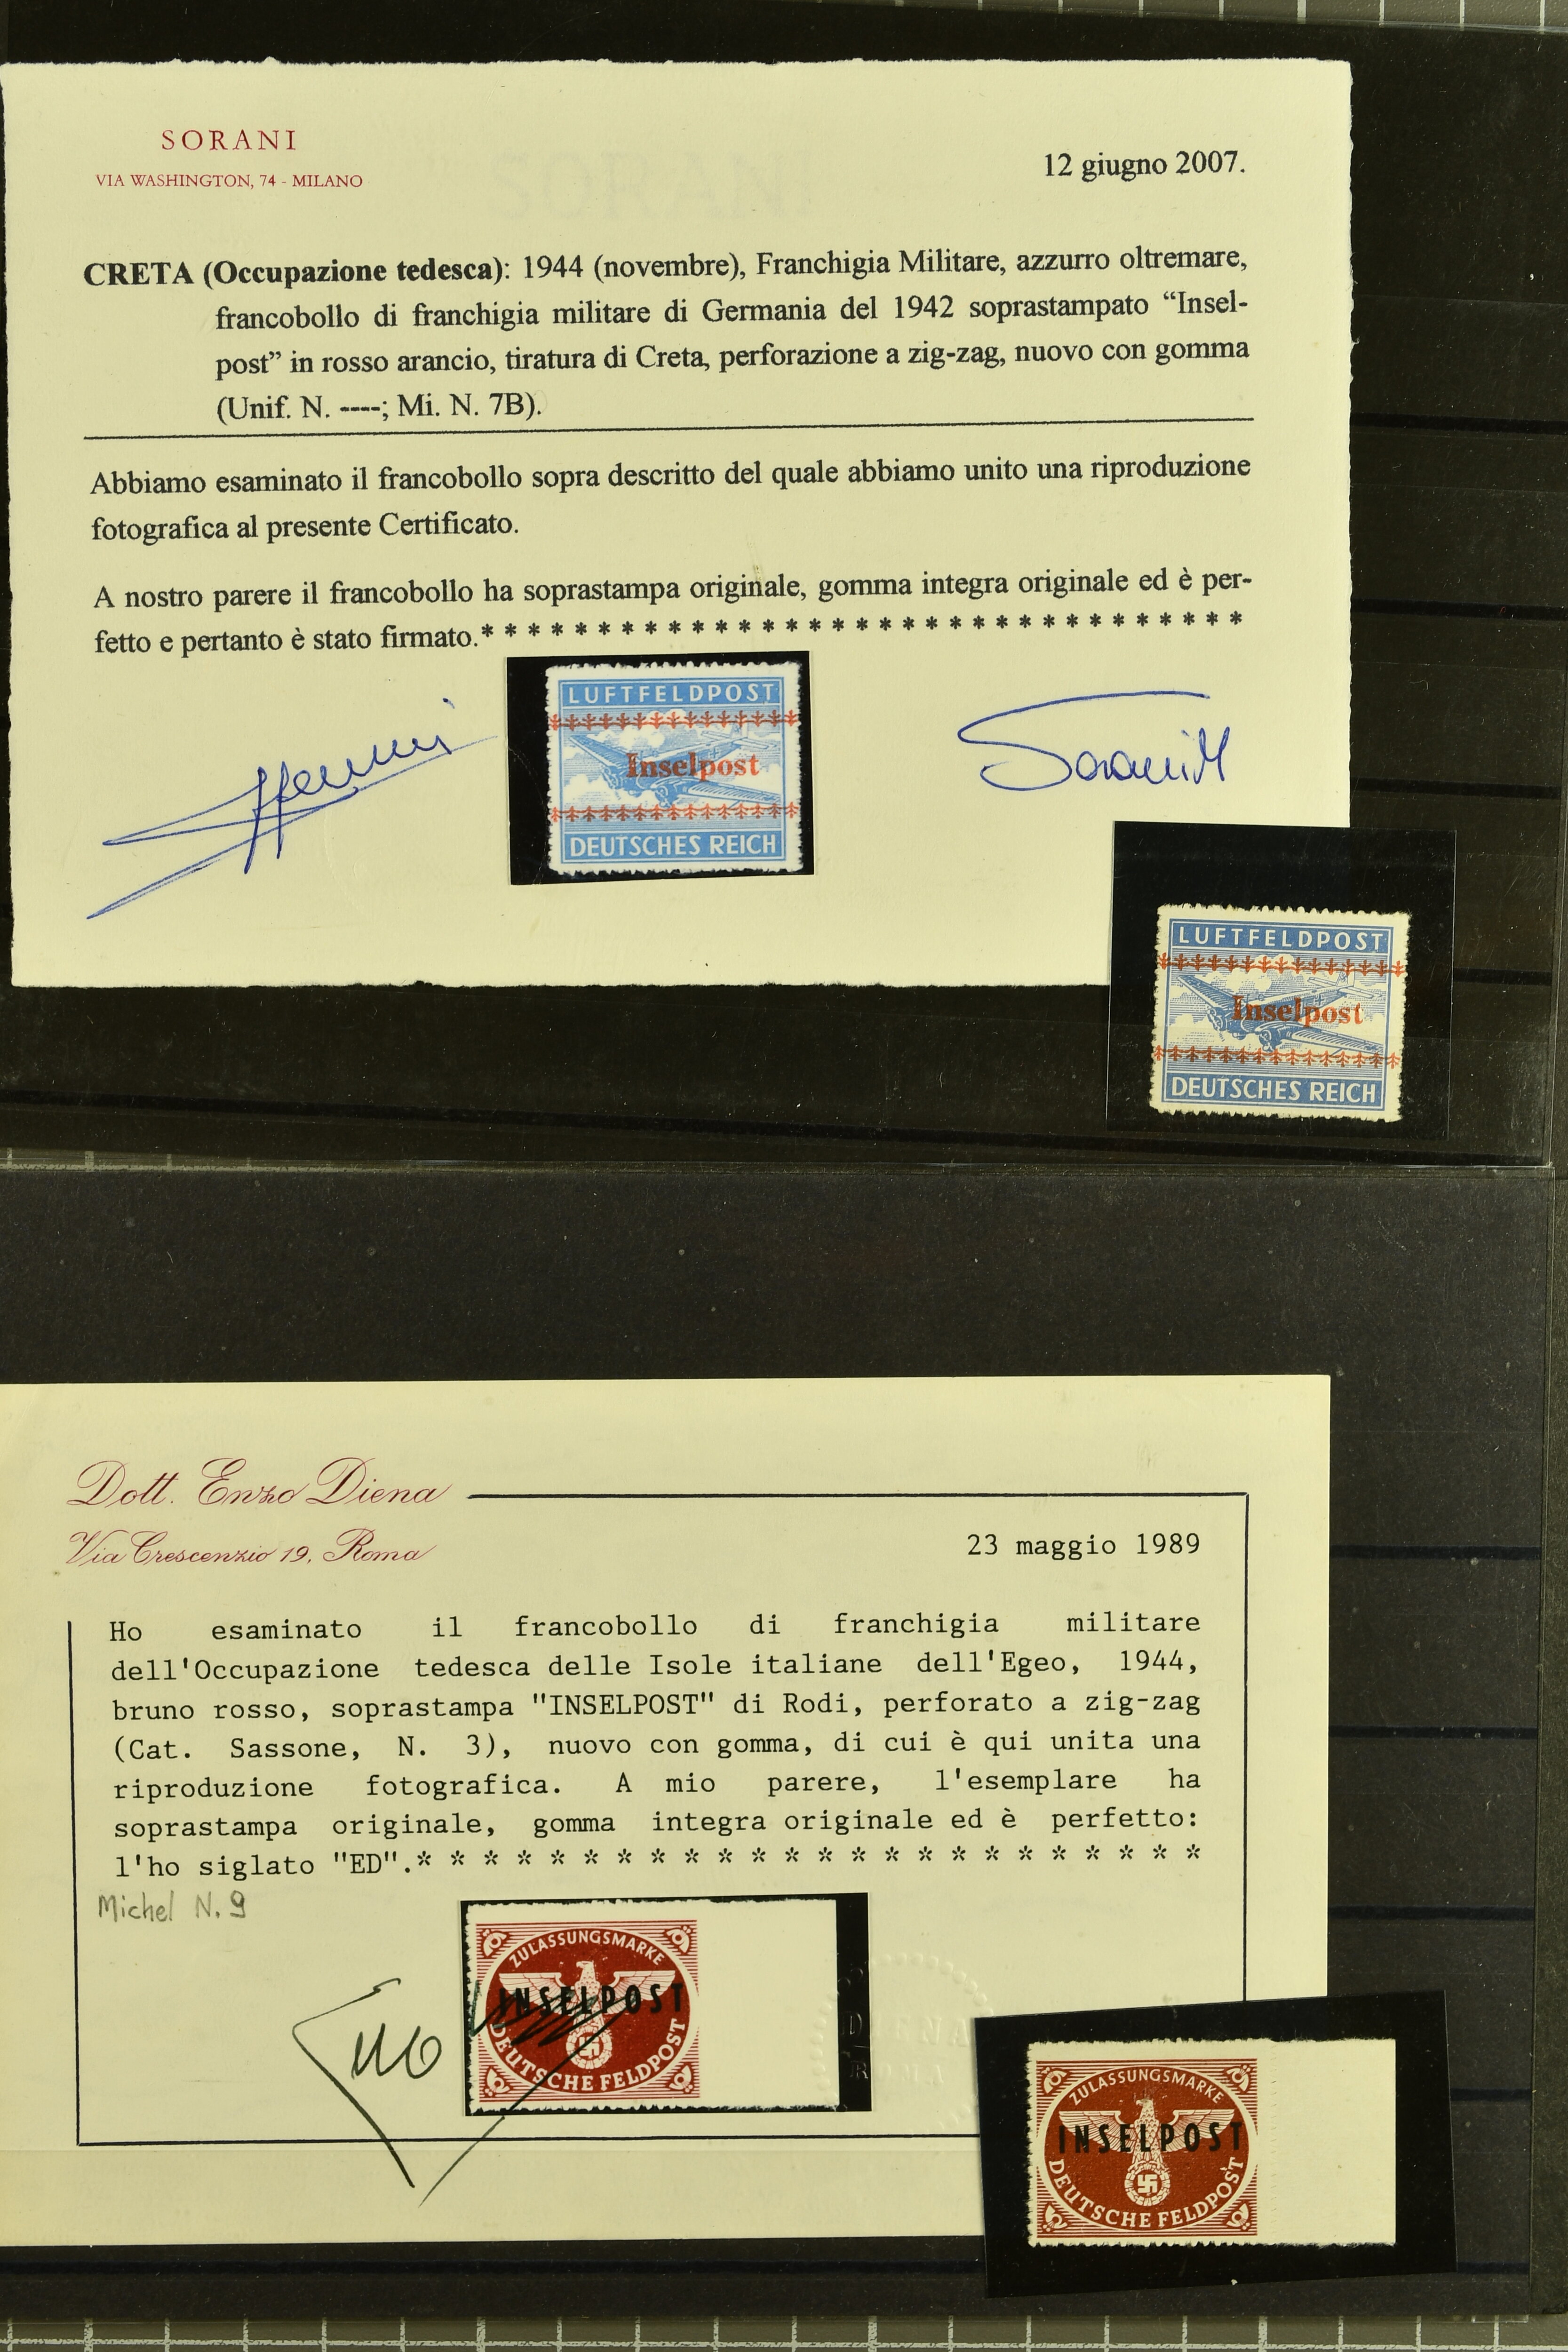 SORANI
VIA WASHINGTON, 74 - MILANO
12 giugno 2007.
CRETA (Occupazione tedesca): 1944 (novembre), Franchigia Militare, azzurro oltremare,
francobollo di franchigia militare di Germania del 1942 soprastampato “Insel-
post” in rosso arancio, tiratura di Creta, perforazione a zig-zag, nuovo con gomma
(Unif. N. ----; Mi. N. 7B).
Abbiamo esaminato il francobollo sopra descritto del quale abbiamo unito una riproduzione
fotografica al presente Certificato.
A nostro parere il francobollo ha soprastampa originale, gomma integra originale ed è per-
fetto e pertanto è stato firmato.* * * * * * * * * * * * * * * * * * * * * * * * * * * * * * * * *
LUFTFELDPOST
Inselpost
DEUTSCHES REICH
LUFTFELDPOST
Inselpost
DEUTSCHES REICH
Dott. Enzo Diena
Via Crescenzio 19, Roma
23 maggio 1989
Ho esaminato il francobollo di franchigia militare
dell'Occupazione tedesca delle Isole italiane dell'Egeo, 1944,
bruno rosso, soprastampa "INSELPOST" di Rodi, perforato a zig-zag
(Cat. Sassone, N. 3), nuovo con gomma, di cui è qui unita una
riproduzione fotografica. A mio parere, l'esemplare ha
soprastampa originale, gomma integra originale ed è perfetto:
l'ho siglato "ED".* * * * * * * * * * * * * * * * * * * * * * * *
Michel N. 9
ZULASSUNGSMARKE
INSELPOST
DEUTSCHE FELDPOST
ZULASSUNGSMARKE
INSELPOST
DEUTSCHE FELDPOST